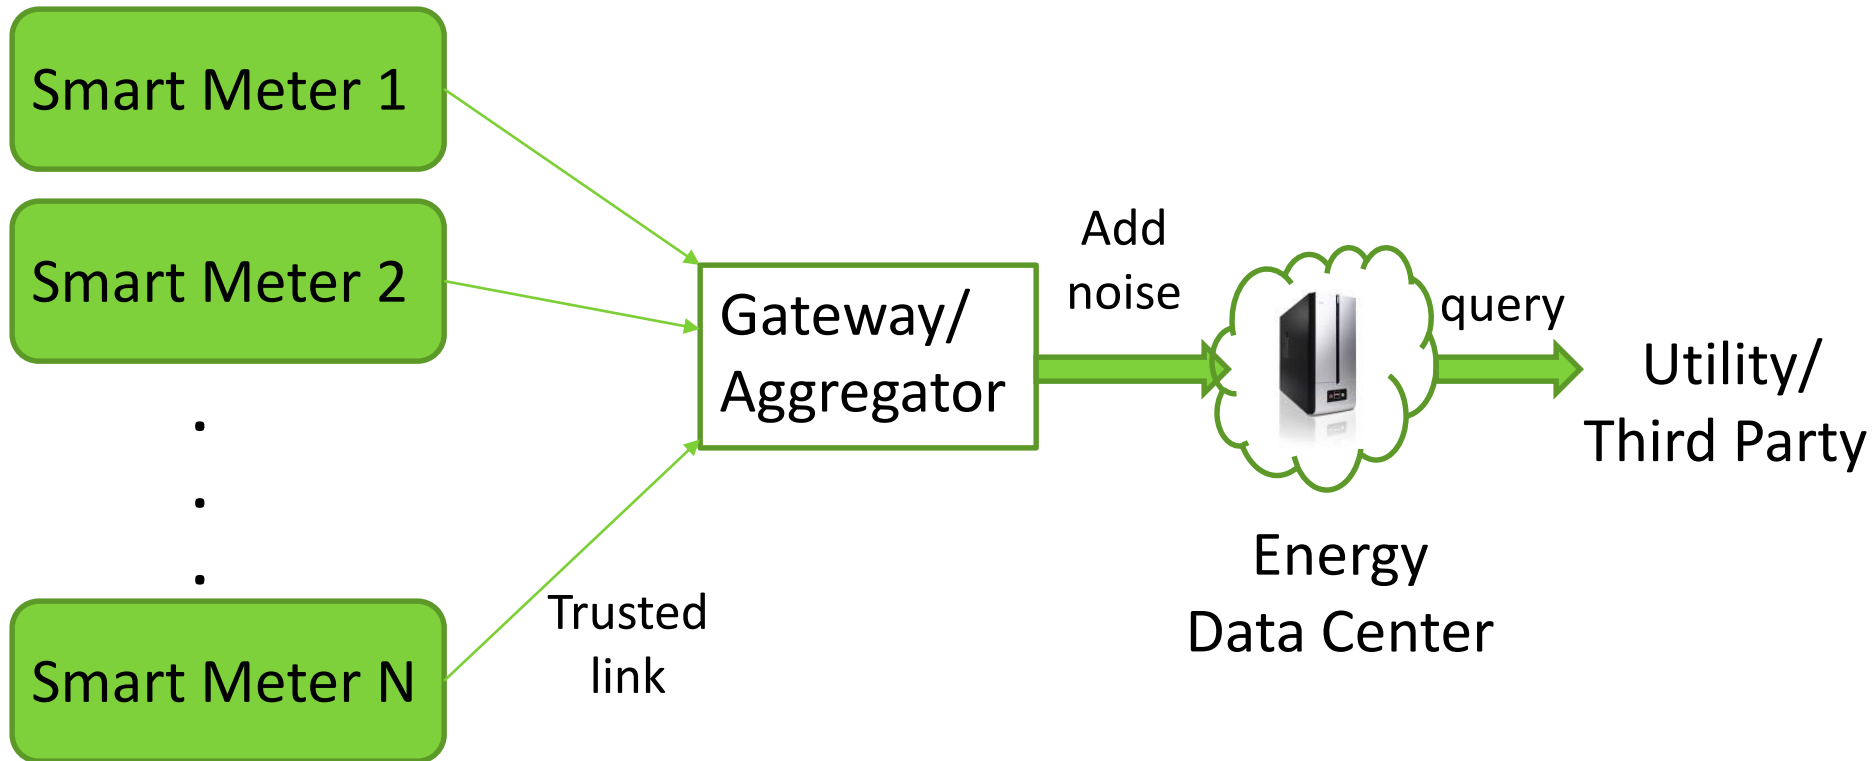 Smart Meter 1
Smart Meter 2
.
.
.
Smart Meter N
Trusted
link
Gateway/
Aggregator
Add
noise
query
Energy
Data Center
Utility/
Third Party